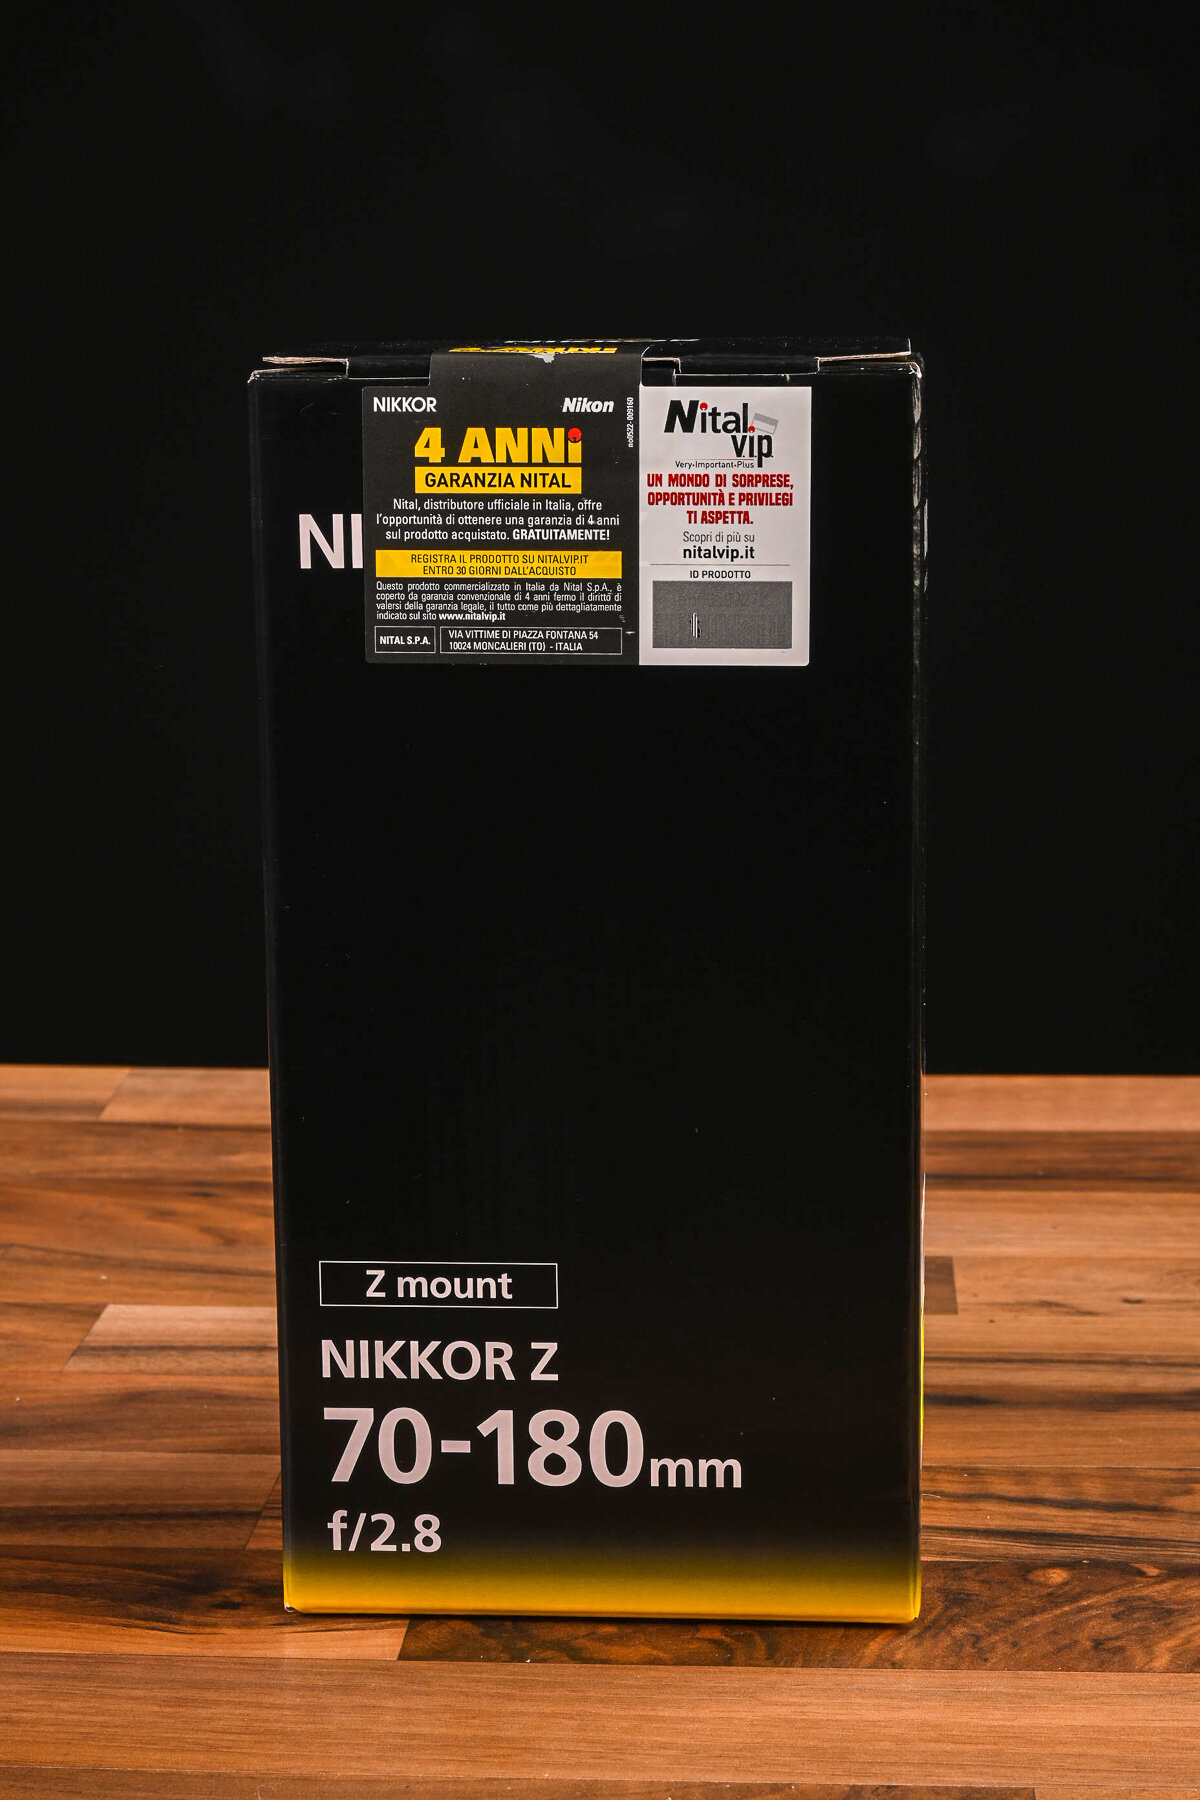 NIKKOR
Nikon
no0522-009160
4 ANNi
GARANZIA NITAL
Nital, distributore ufficiale in Italia, offre
l'opportunità di ottenere una garanzia di 4 anni
sul prodotto acquistato. GRATUITAMENTE!
REGISTRA IL PRODOTTO SU NITALVIP.IT
ENTRO 30 GIORNI DALL'ACQUISTO
Questo prodotto commercializzato in Italia da Nital S.p.A., è
coperto da garanzia convenzionale di 4 anni fermo il diritto di
valersi della garanzia legale, il tutto come più dettagliatamente
indicato sul sito www.nitalvip.it
NITAL S.P.A.
VIA VITTIME DI PIAZZA FONTANA 54
10024 MONCALIERI (TO) - ITALIA
Nital.
v.i.p.
Very-Important-Plus
UN MONDO DI SORPRESE,
OPPORTUNITÀ E PRIVILEGI
TI ASPETTA.
Scopri di più su
nitalvip.it
ID PRODOTTO
NI
Z mount
NIKKOR Z
70-180mm
f/2.8